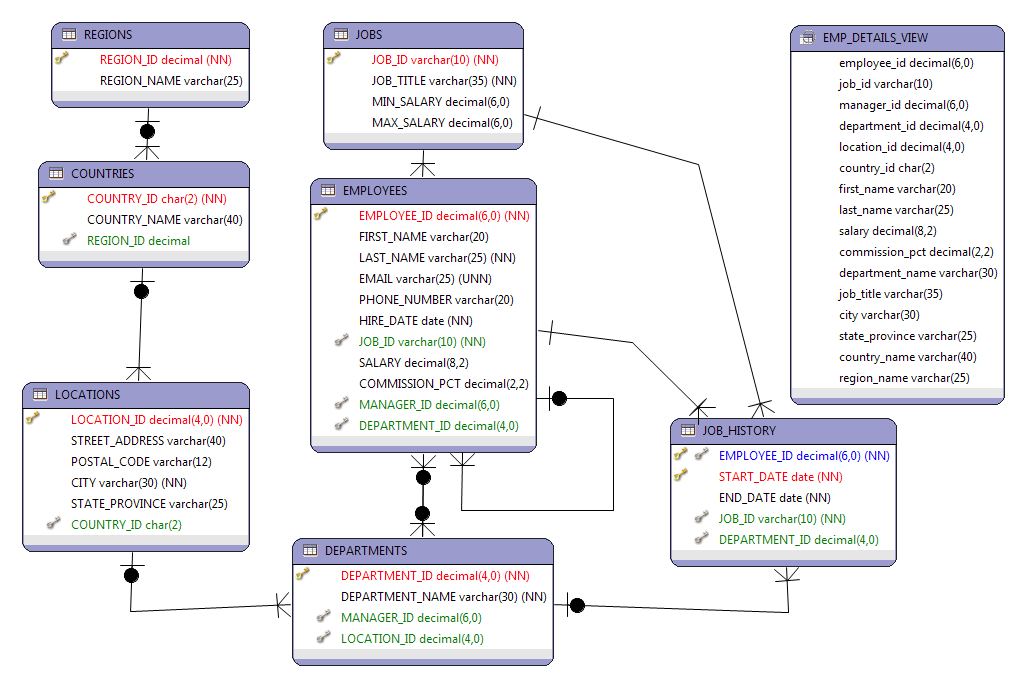 REGIONS
REGION_ID decimal (NN)
REGION_NAME varchar(25)
COUNTRIES
COUNTRY_ID char(2) (NN)
COUNTRY_NAME varchar(40)
REGION_ID decimal
LOCATIONS
LOCATION_ID decimal(4,0) (NN)
STREET_ADDRESS varchar(40)
POSTAL_CODE varchar(12)
CITY varchar(30) (NN)
STATE_PROVINCE varchar(25)
COUNTRY_ID char(2)
JOBS
JOB_ID varchar(10) (NN)
JOB_TITLE varchar(35) (NN)
MIN_SALARY decimal(6,0)
MAX_SALARY decimal(6,0)
EMPLOYEES
EMPLOYEE_ID decimal(6,0) (NN)
FIRST_NAME varchar(20)
LAST_NAME varchar(25) (NN)
EMAIL varchar(25) (UNN)
PHONE_NUMBER varchar(20)
HIRE_DATE date (NN)
JOB_ID varchar(10) (NN)
SALARY decimal(8,2)
COMMISSION_PCT decimal(2,2)
MANAGER_ID decimal(6,0)
DEPARTMENT_ID decimal(4,0)
DEPARTMENTS
DEPARTMENT_ID decimal(4,0) (NN)
DEPARTMENT_NAME varchar(30) (NN)
MANAGER_ID decimal(6,0)
LOCATION_ID decimal(4,0)
EMP_DETAILS_VIEW
employee_id decimal(6,0)
job_id varchar(10)
manager_id decimal(6,0)
department_id decimal(4,0)
location_id decimal(4,0)
country_id char(2)
first_name varchar(20)
last_name varchar(25)
salary decimal(8,2)
commission_pct decimal(2,2)
department_name varchar(30)
job_title varchar(35)
city varchar(30)
state_province varchar(25)
country_name varchar(40)
region_name varchar(25)
JOB_HISTORY
EMPLOYEE_ID decimal(6,0) (NN)
START_DATE date (NN)
END_DATE date (NN)
JOB_ID varchar(10) (NN)
DEPARTMENT_ID decimal(4,0)